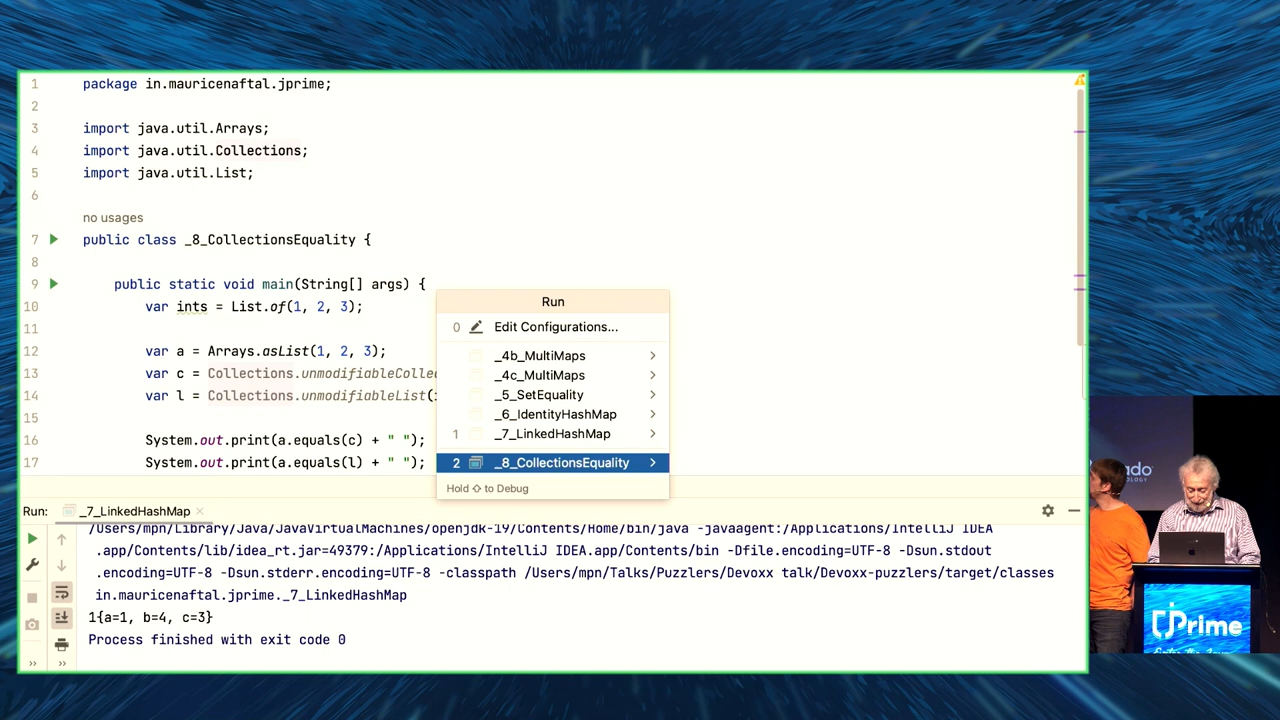 1 package in.mauricenaftal.jprime;
2
3 import java.util.Arrays;
4 import java.util.Collections;
5 import java.util.List;
6
no usages
7 public class _8_CollectionsEquality {
8
9 public static void main(String[] args) {
10 var ints = List.of(1, 2, 3);
11
12 var a = Arrays.asList(1, 2, 3);
13 var c = Collections.unmodifiableColle
14 var l = Collections.unmodifiableList(
15
16 System.out.print(a.equals(c) + " ");
17 System.out.print(a.equals(l) + " ");
Run
0 Edit Configurations...
_4b_MultiMaps
_4c_MultiMaps
_5_SetEquality
_6_IdentityHashMap
1 _7_LinkedHashMap
2 _8_CollectionsEquality
Hold ⇧ to Debug
Run: _7_LinkedHashMap
/Users/mpn/Library/Java/JavaVirtualMachines/openjdk-19/Contents/Home/bin/java -javaagent:/Applications/IntelliJ IDEA
.app/Contents/lib/idea_rt.jar=49379:/Applications/IntelliJ IDEA.app/Contents/bin -Dfile.encoding=UTF-8 -Dsun.stdout
.encoding=UTF-8 -Dsun.stderr.encoding=UTF-8 -classpath /Users/mpn/Talks/Puzzlers/Devoxx talk/Devoxx-puzzlers/target/classes
in.mauricenaftal.jprime._7_LinkedHashMap
1{a=1, b=4, c=3}
Process finished with exit code 0
jPrime